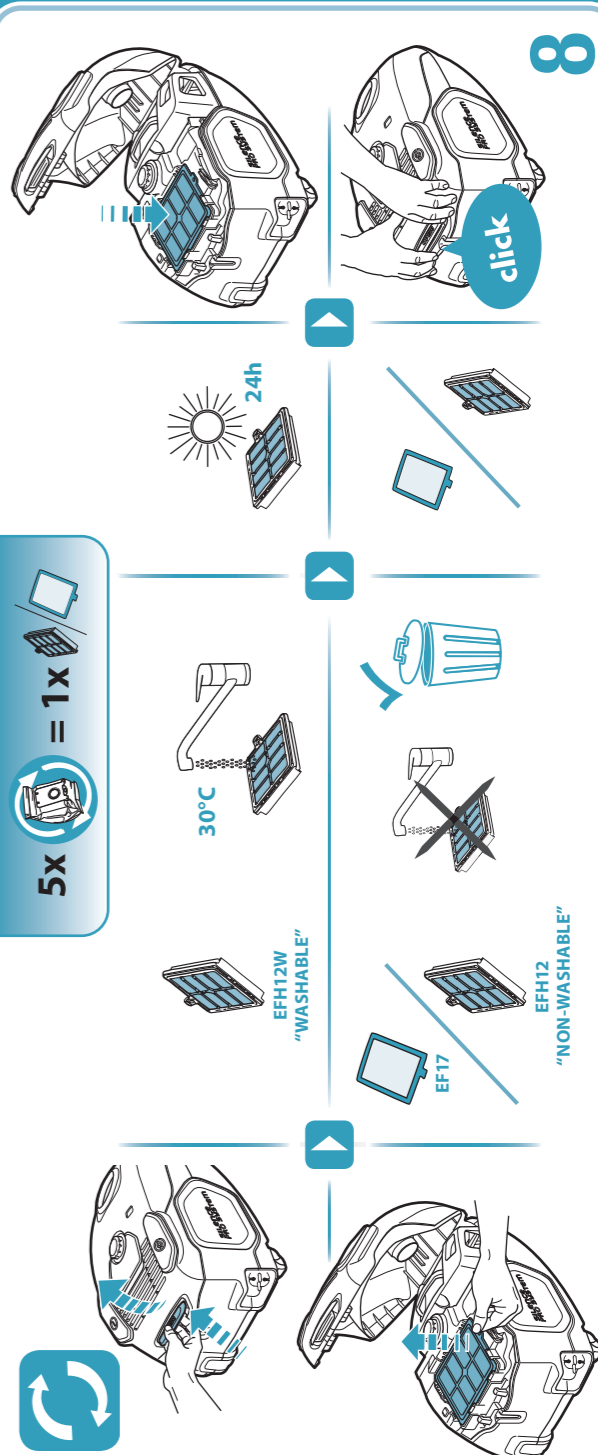 8
5x = 1x
30°C
24h
click
EFH12W
“WASHABLE”
EF17
EFH12
“NON-WASHABLE”